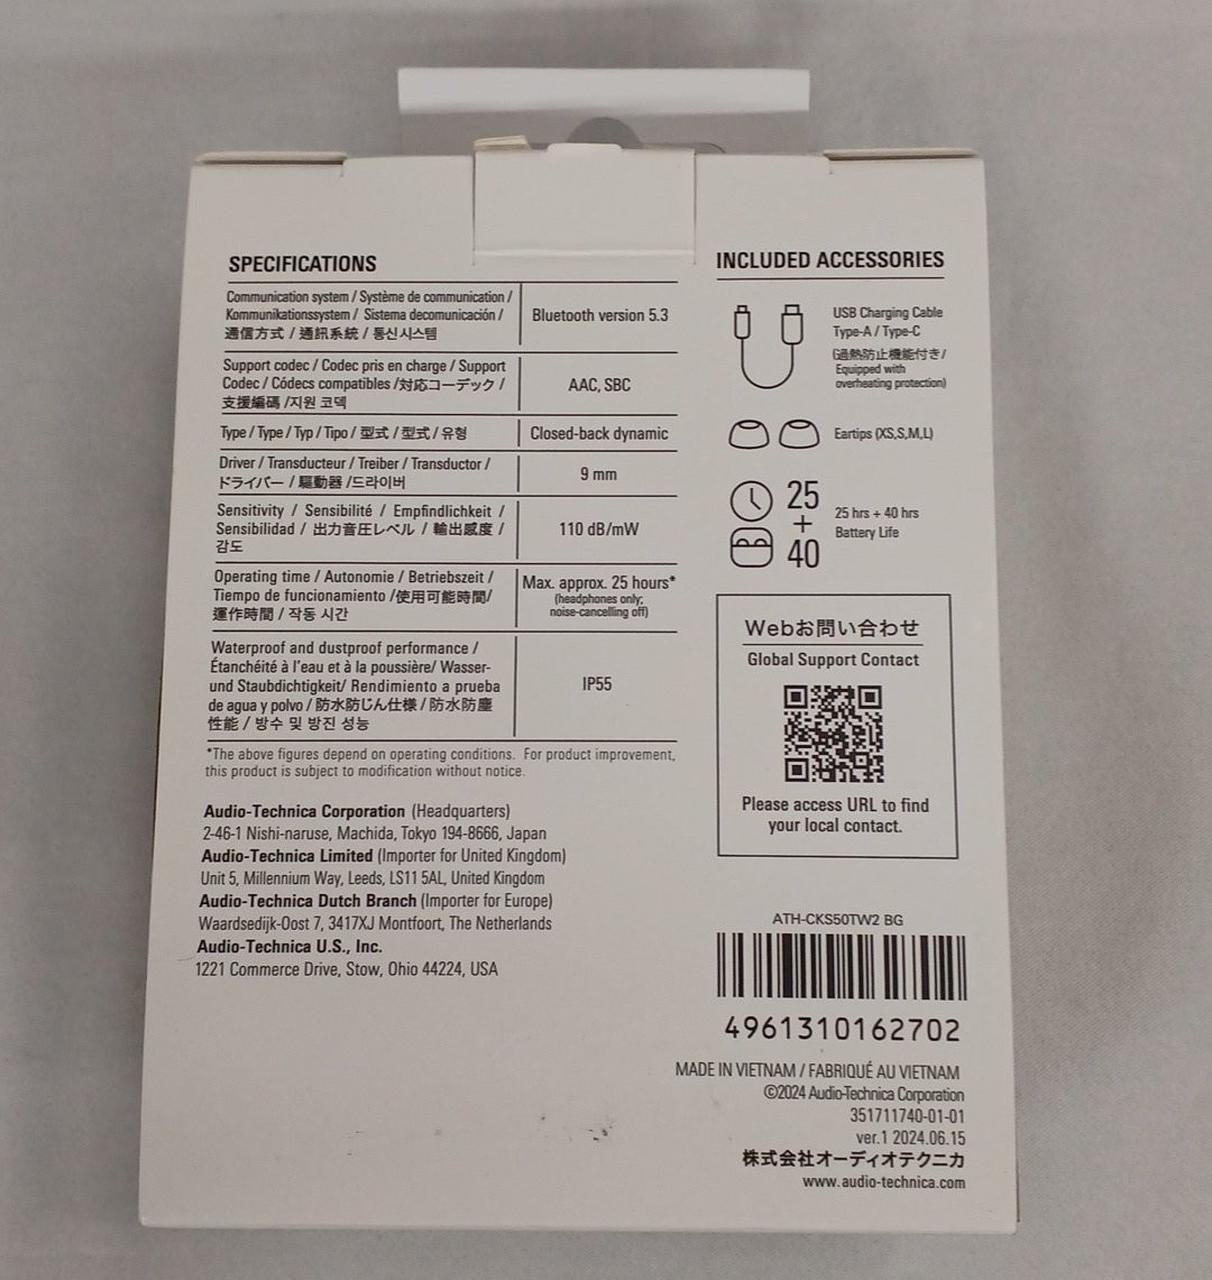 SPECIFICATIONS
Communication system / Système de communication /
Kommunikationssystem / Sistema decomunicación /
通信方式 / 通訊系統 / 통신시스템
Bluetooth version 5.3
Support codec / Codec pris en charge / Support
Codec / Códecs compatibles /対応コーデック /
支援編碼 /지원 코덱
AAC, SBC
Type / Type / Typ / Tipo / 型式 / 型式 / 유형
Closed-back dynamic
Driver / Transducteur / Treiber / Transductor /
ドライバー / 驅動器 /드라이버
9 mm
Sensitivity / Sensibilité / Empfindlichkeit /
Sensibilidad / 出力音圧レベル / 輸出感度 /
감도
110 dB/mW
Operating time / Autonomie / Betriebszeit /
Tiempo de funcionamiento /使用可能時間/
運作時間 / 작동 시간
Max. approx. 25 hours*
(headphones only;
noise-cancelling off)
Waterproof and dustproof performance /
Étanchéité à l'eau et à la poussière/ Wasser-
und Staubdichtigkeit/ Rendimiento a prueba
de agua y polvo / 防水防じん仕様 / 防水防塵
性能 / 방수 및 방진 성능
IP55
*The above figures depend on operating conditions. For product improvement,
this product is subject to modification without notice.
Audio-Technica Corporation (Headquarters)
2-46-1 Nishi-naruse, Machida, Tokyo 194-8666, Japan
Audio-Technica Limited (Importer for United Kingdom)
Unit 5, Millennium Way, Leeds, LS11 5AL, United Kingdom
Audio-Technica Dutch Branch (Importer for Europe)
Waardsedijk-Oost 7, 3417XJ Montfoort, The Netherlands
Audio-Technica U.S., Inc.
1221 Commerce Drive, Stow, Ohio 44224, USA
INCLUDED ACCESSORIES
USB Charging Cable
Type-A / Type-C
(過熱防止機能付き/
Equipped with
overheating protection)
Eartips (XS,S,M,L)
25
+
40
25 hrs + 40 hrs
Battery Life
Webお問い合わせ
Global Support Contact
Please access URL to find
your local contact.
ATH-CKS50TW2 BG
4961310162702
MADE IN VIETNAM / FABRIQUÉ AU VIETNAM
©2024 Audio-Technica Corporation
351711740-01-01
ver.1 2024.06.15
株式会社オーディオテクニカ
www.audio-technica.com